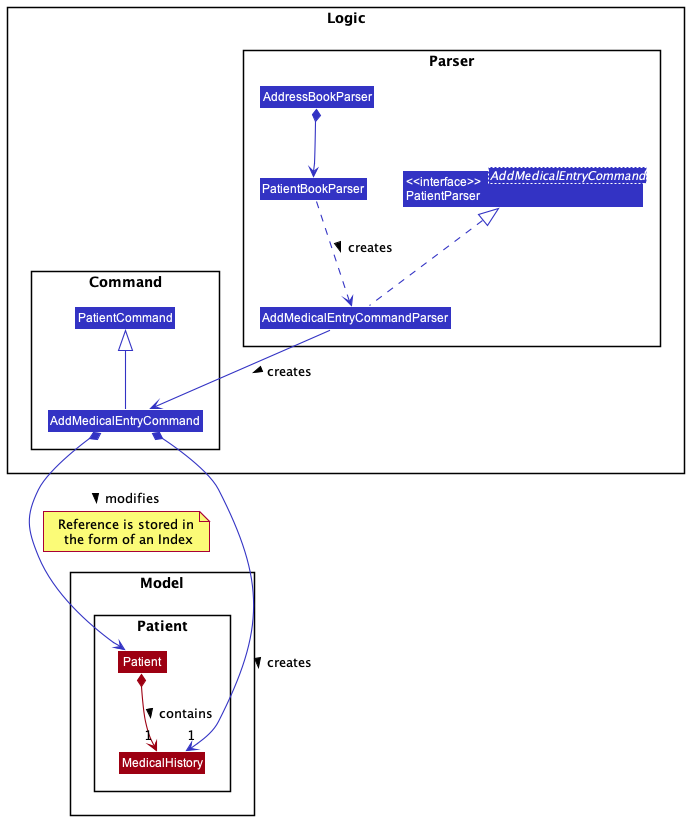 Logic
Parser
AddressBookParser
PatientBookParser
<<interface>>
PatientParser
AddMedicalEntryCommand
creates
AddMedicalEntryCommandParser
Command
PatientCommand
creates
AddMedicalEntryCommand
modifies
Reference is stored in
the form of an Index
Model
Patient
Patient
creates
contains
1
1
MedicalHistory